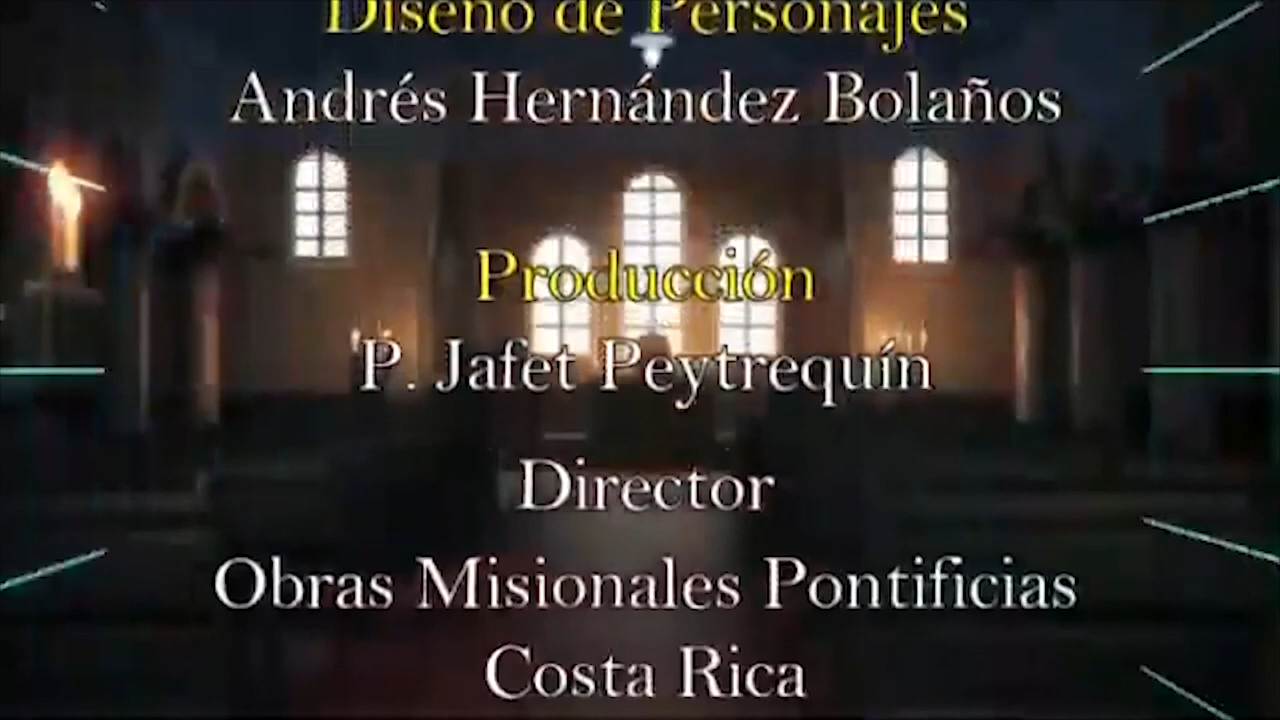 Diseño de Personajes
Andrés Hernández Bolaños
Producción
P. Jafet Peytrequín
Director
Obras Misionales Pontificias
Costa Rica